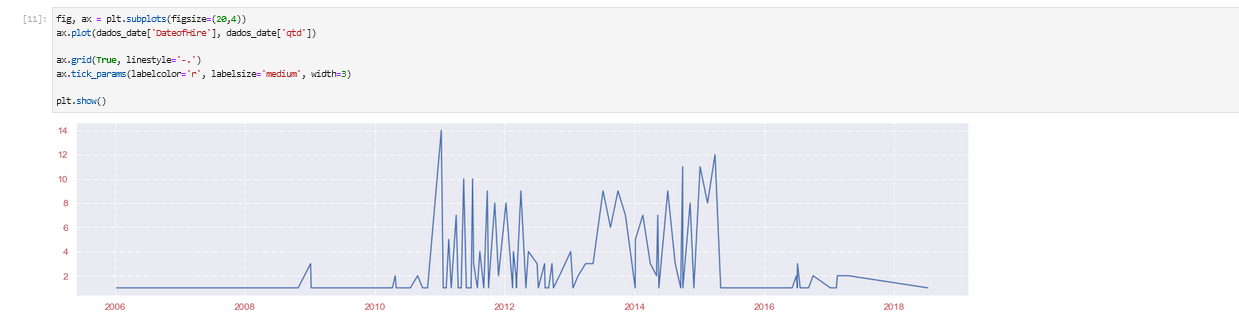 [11]: fig, ax = plt.subplots(figsize=(20,4))
ax.plot(dados_date['DateofHire'], dados_date['qtd'])
ax.grid(True, linestyle='-.')
ax.tick_params(labelcolor='r', labelsize='medium', width=3)
plt.show()
14
12
10
8
6
4
2
2006 2008 2010 2012 2014 2016 2018